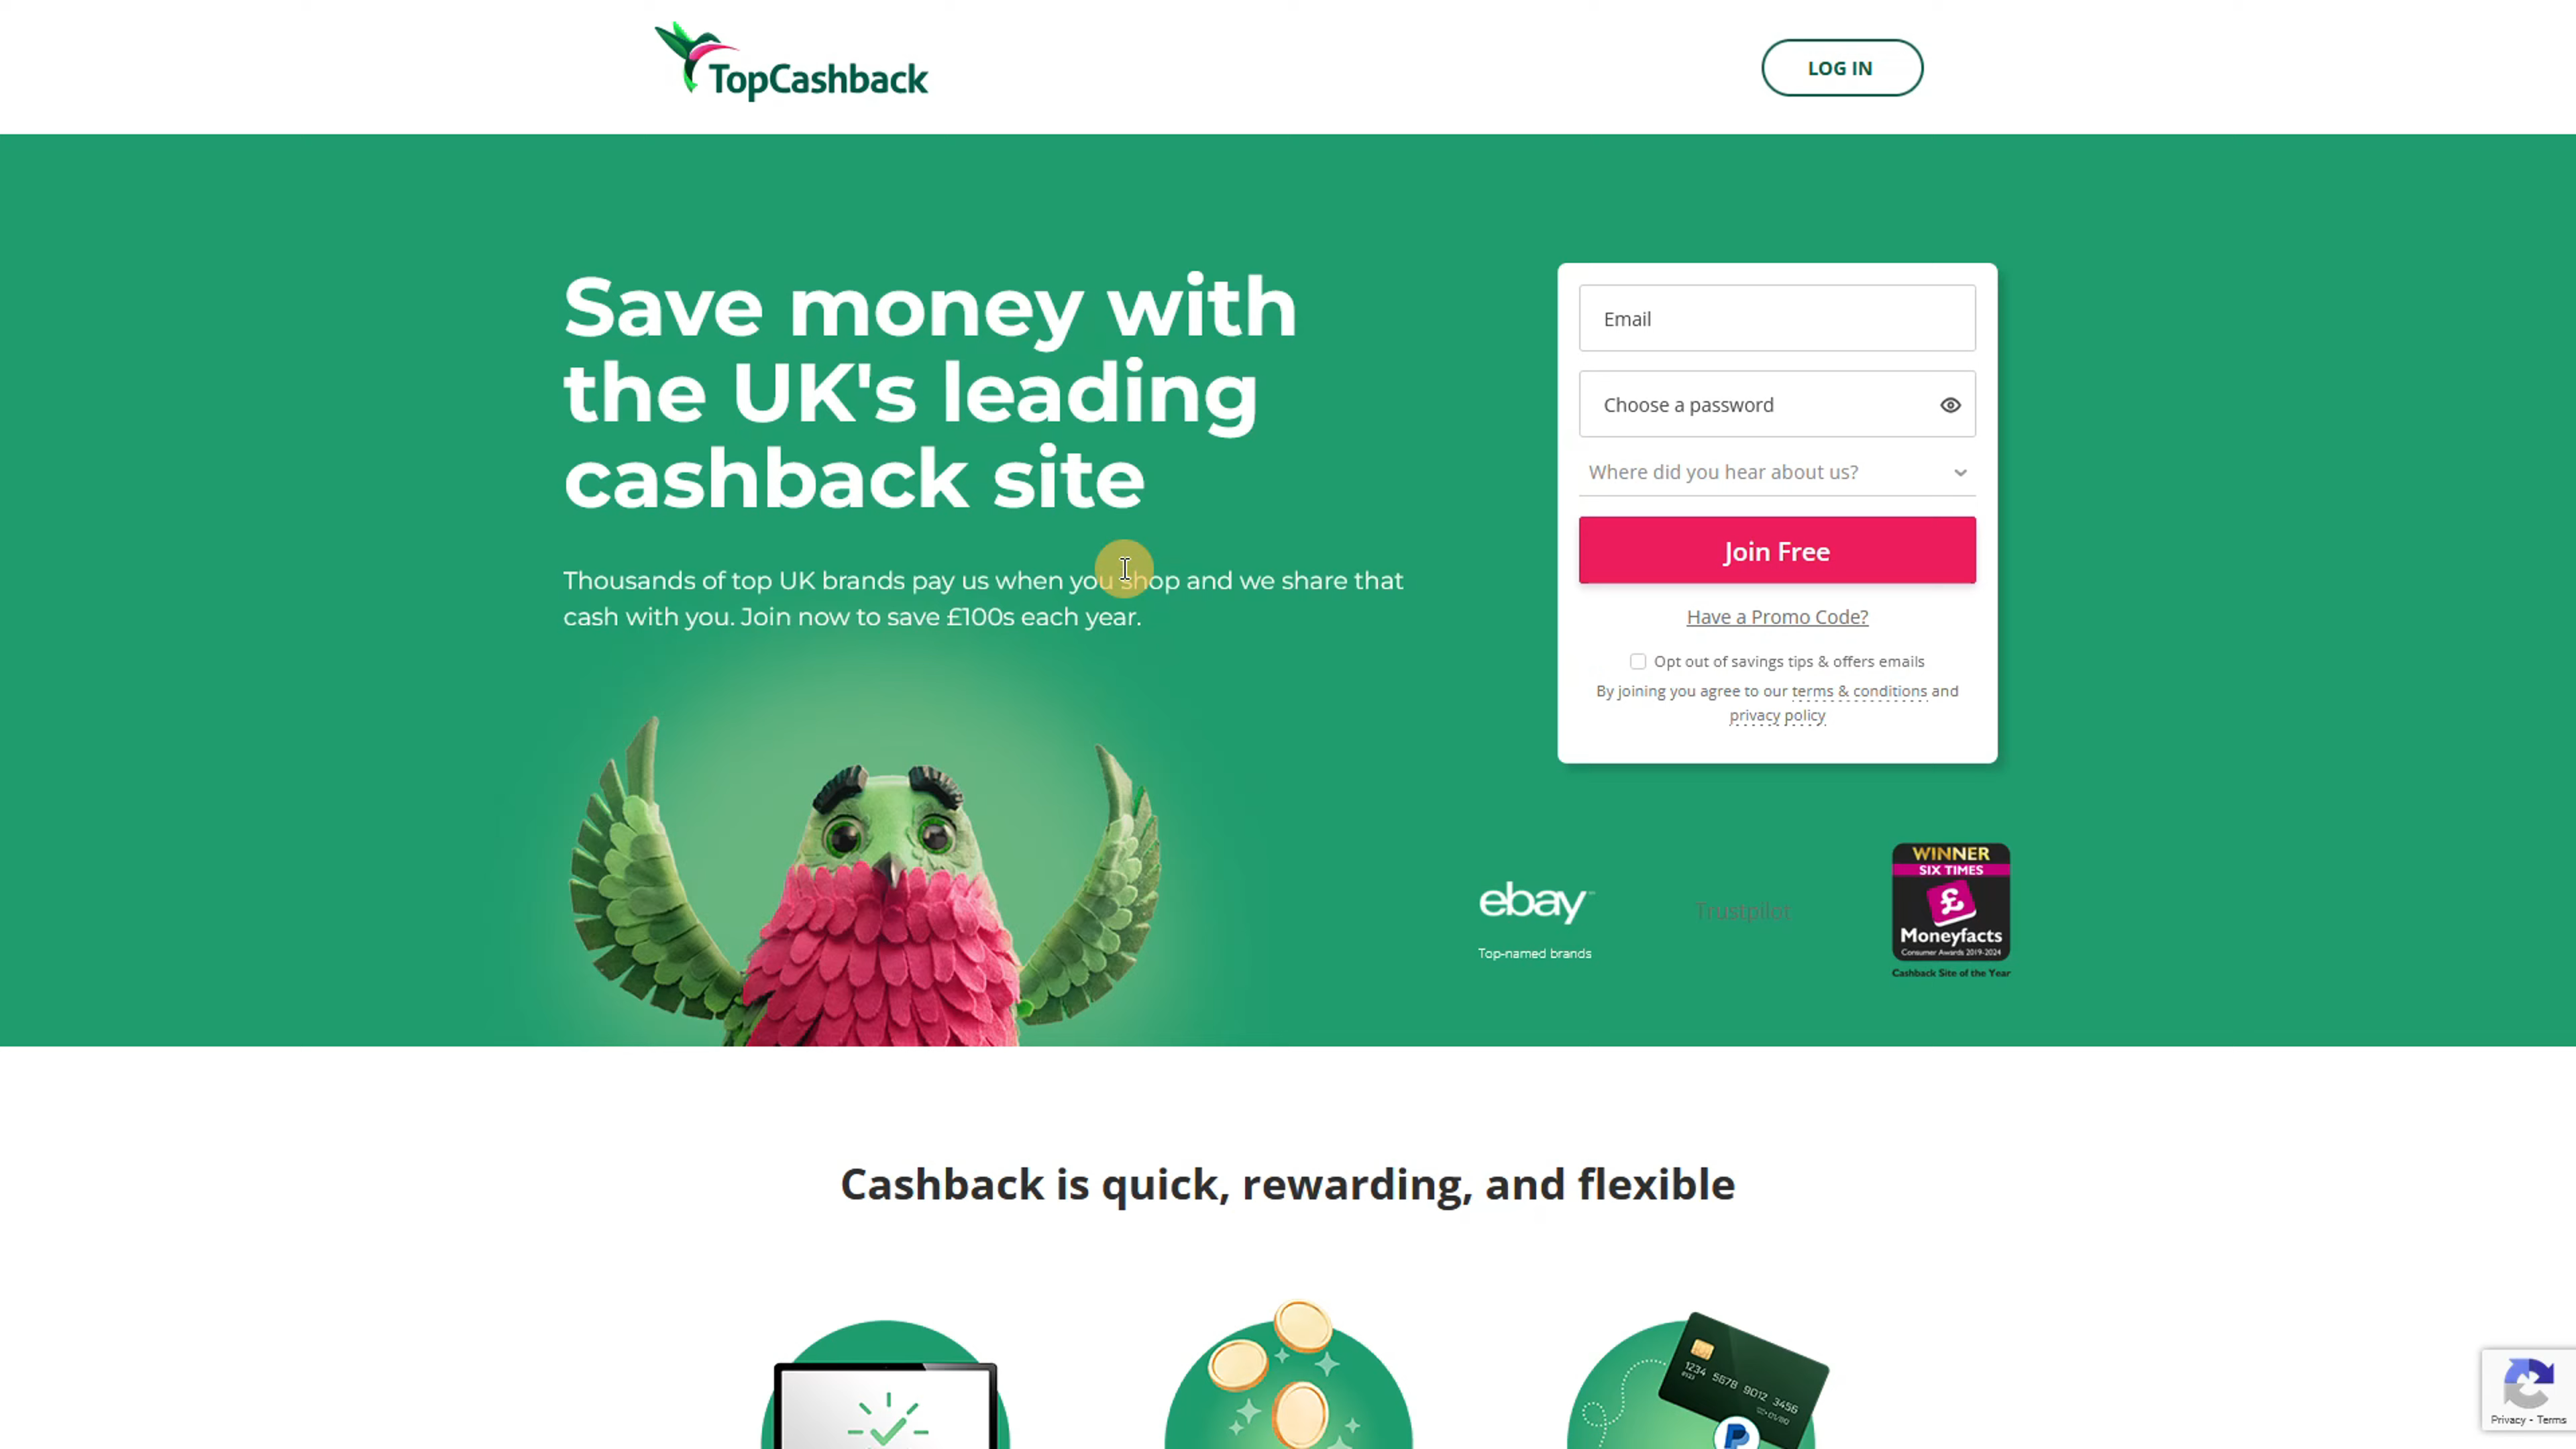 TopCashback
LOG IN
Save money with
the UK's leading
cashback site
Thousands of top UK brands pay us when you shop and we share that
cash with you. Join now to save £100s each year.
Email
Choose a password
Where did you hear about us?
Join Free
Have a Promo Code?
Opt out of savings tips & offers emails
By joining you agree to our terms & conditions and
privacy policy
ebay
Top-named brands
Trustpilot
WINNER
SIX TIMES
£
Moneyfacts
Consumer Awards 2019-2024
Cashback Site of the Year
Cashback is quick, rewarding, and flexible
1234 5678 9012 3456
Privacy - Terms